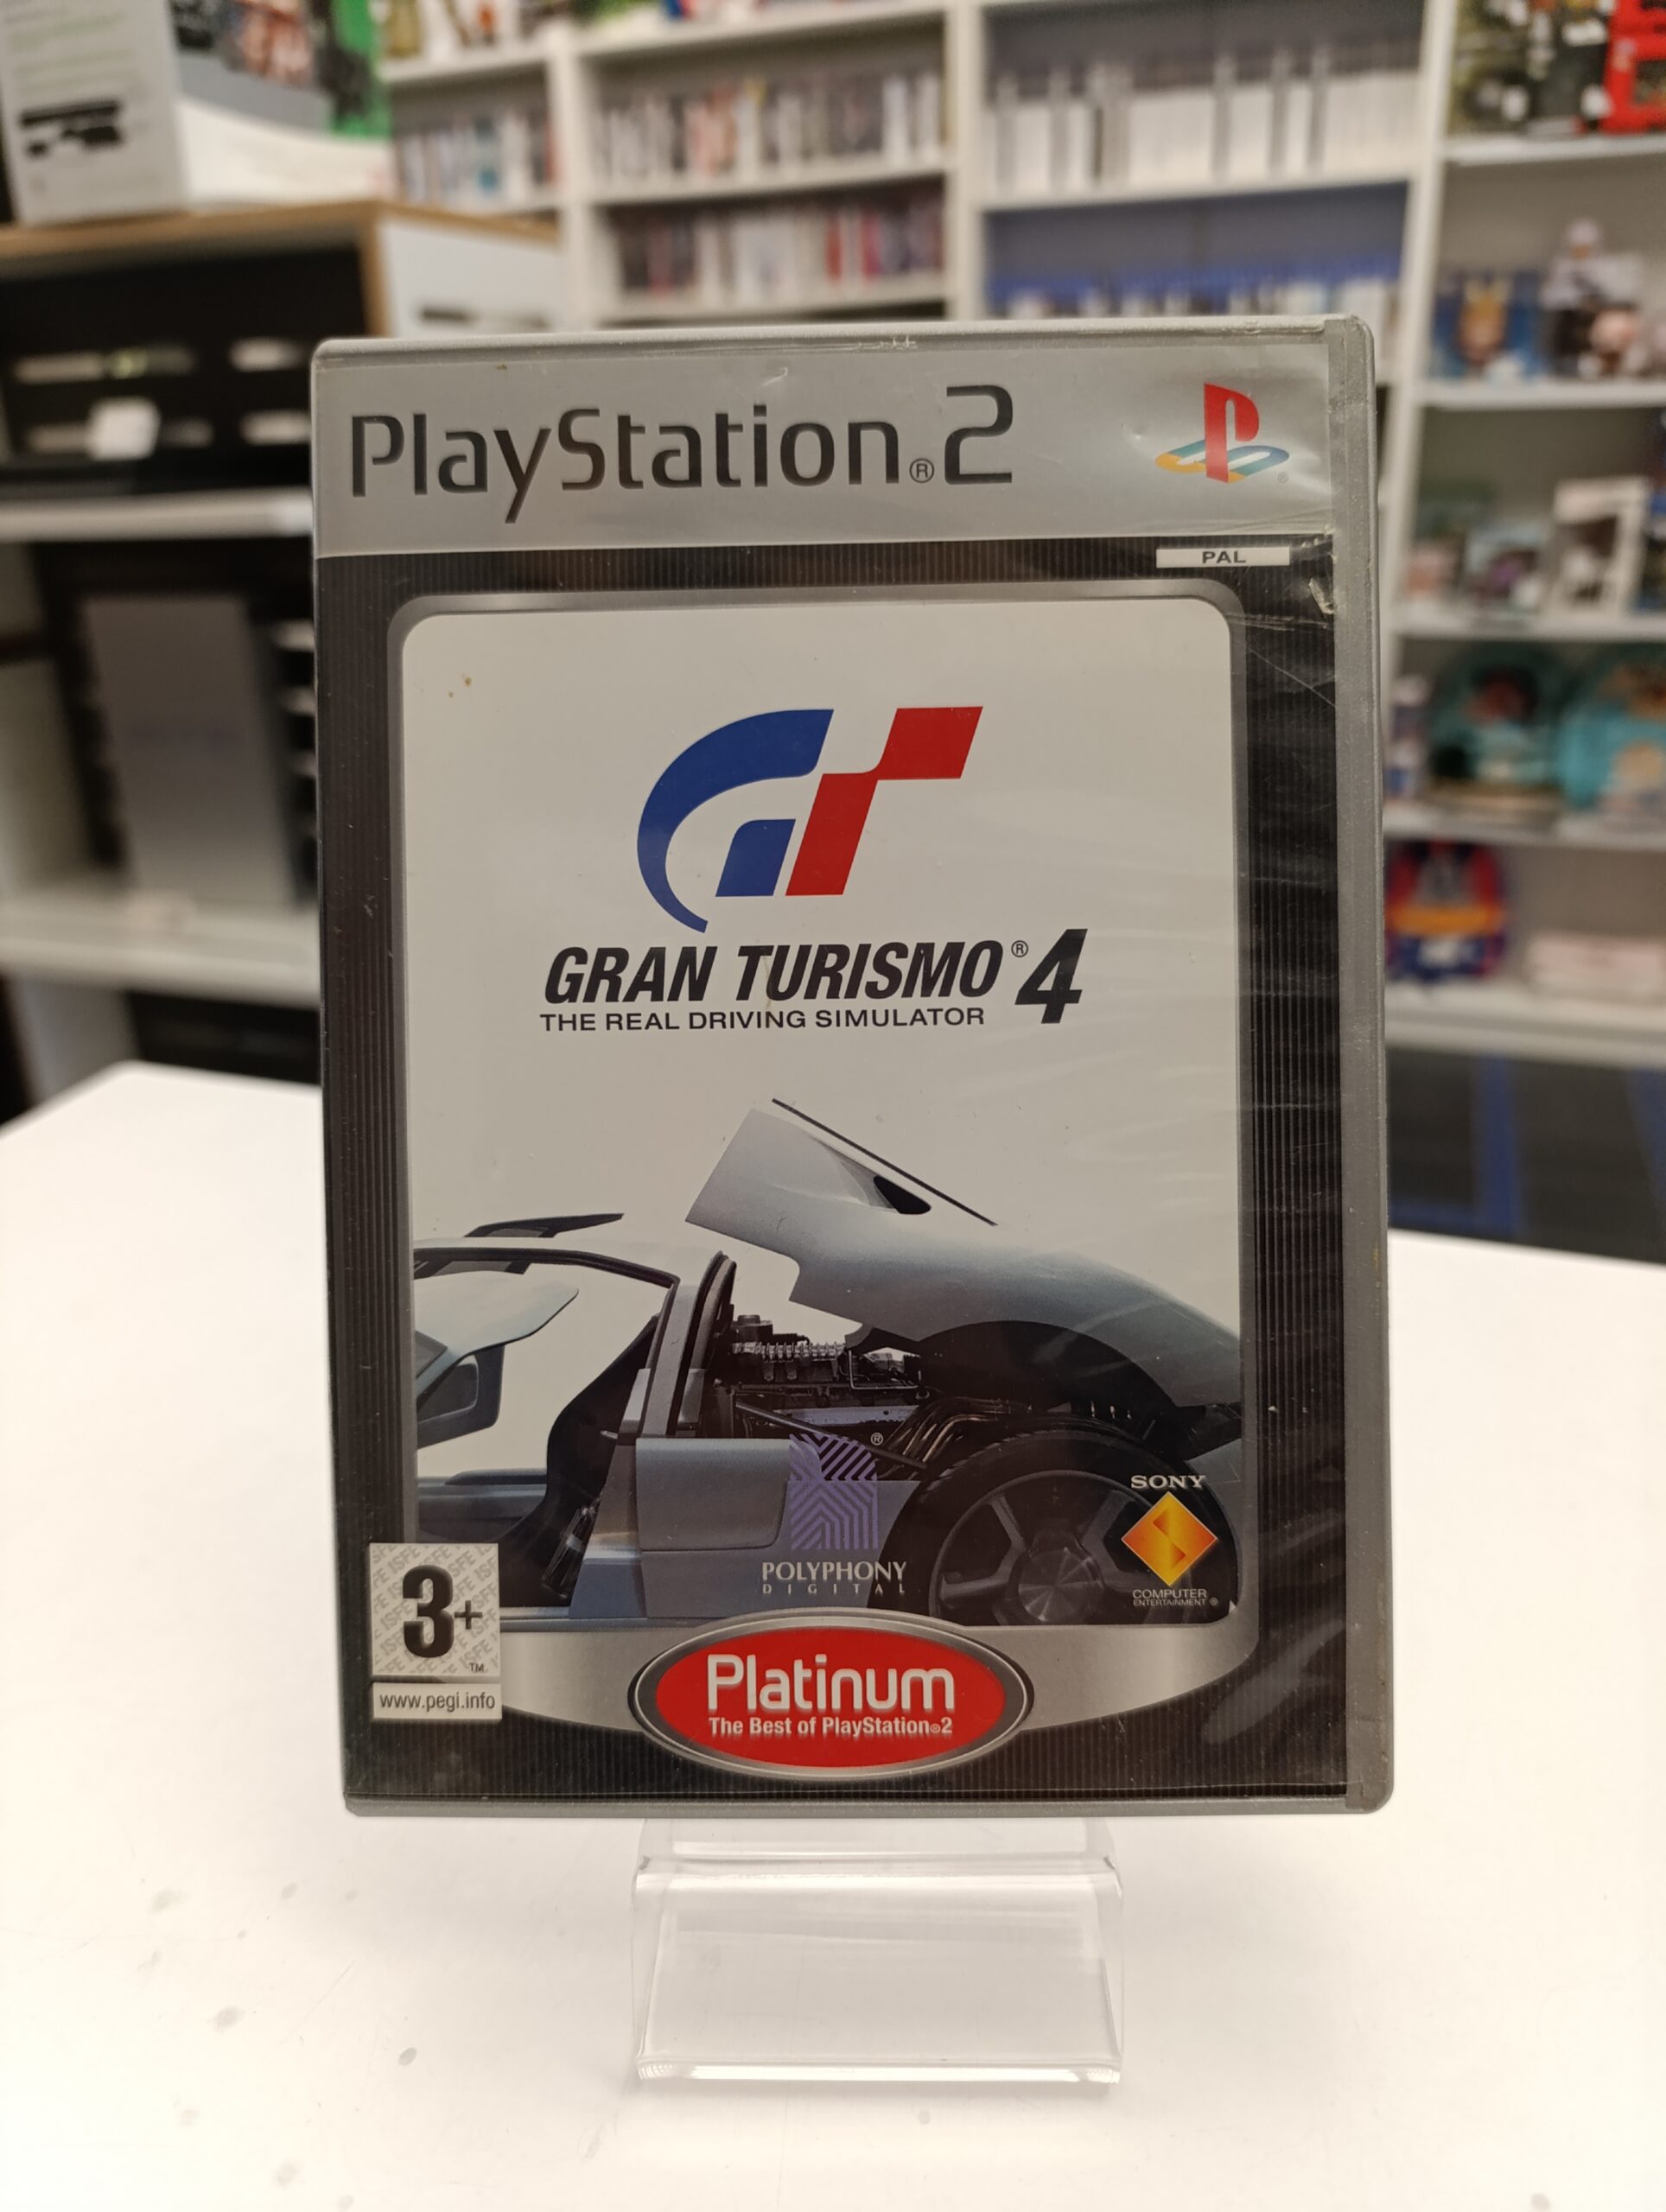 PlayStation®2
PAL
GRAN TURISMO®4
THE REAL DRIVING SIMULATOR
®
POLYPHONY
DIGITAL
SONY
COMPUTER
ENTERTAINMENT®
3+
TM
www.pegi.info
Platinum
The Best of PlayStation®2